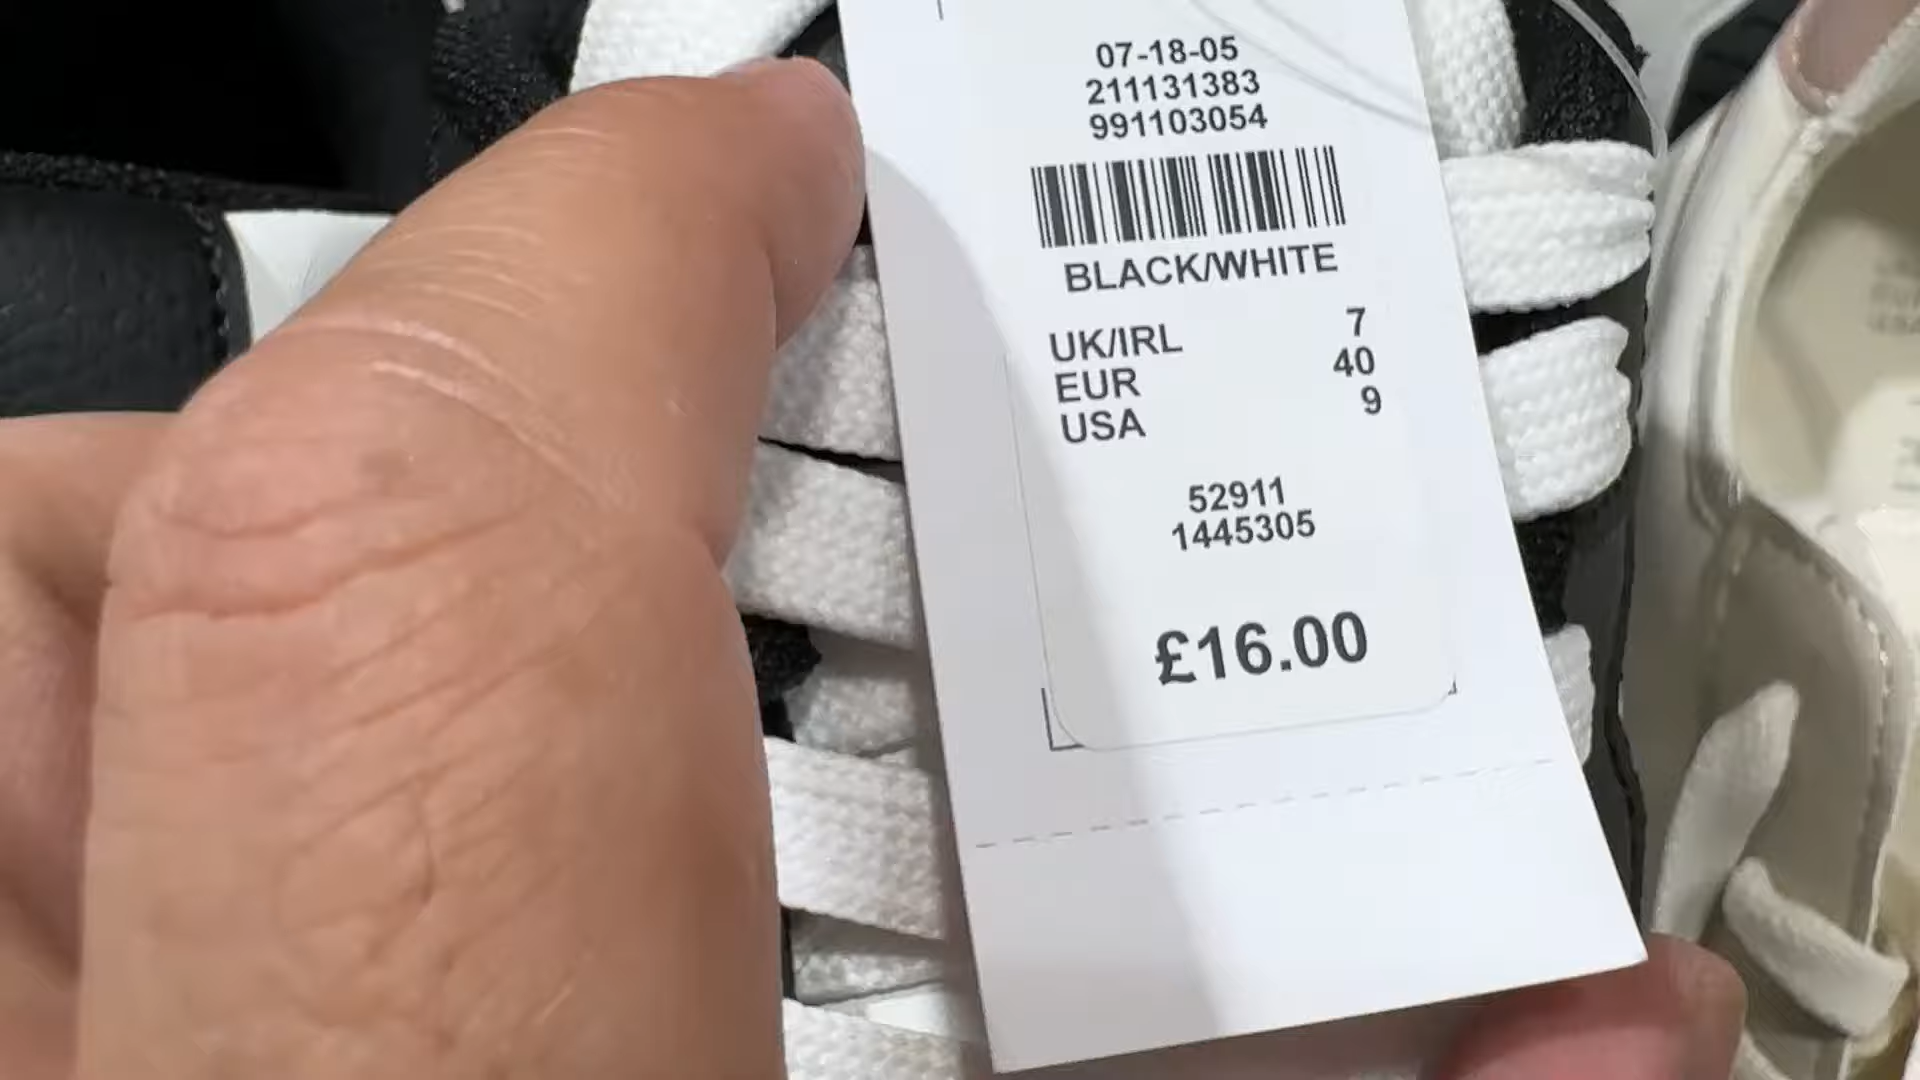 07-18-05
211131383
991103054
BLACK/WHITE
UK/IRL 7
EUR 40
USA 9
52911
1445305
£16.00